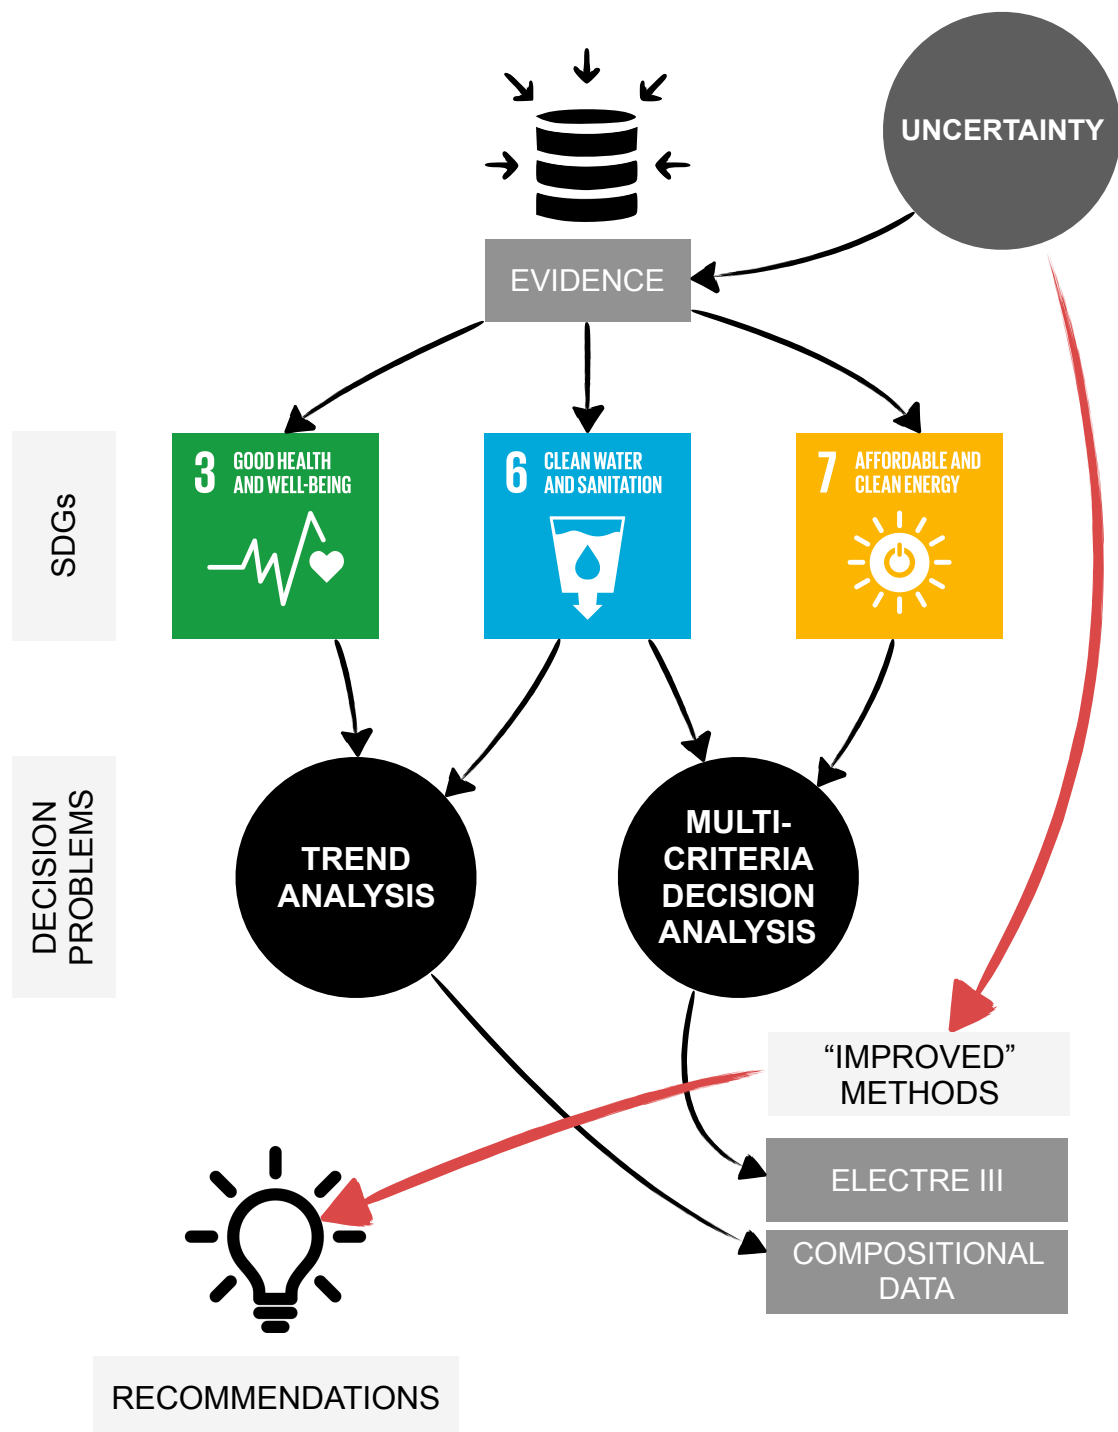 UNCERTAINTY
EVIDENCE
SDGs
3 GOOD HEALTH
AND WELL-BEING
6 CLEAN WATER
AND SANITATION
7 AFFORDABLE AND
CLEAN ENERGY
DECISION
PROBLEMS
TREND
ANALYSIS
MULTI-
CRITERIA
DECISION
ANALYSIS
“IMPROVED”
METHODS
ELECTRE III
COMPOSITIONAL
DATA
RECOMMENDATIONS